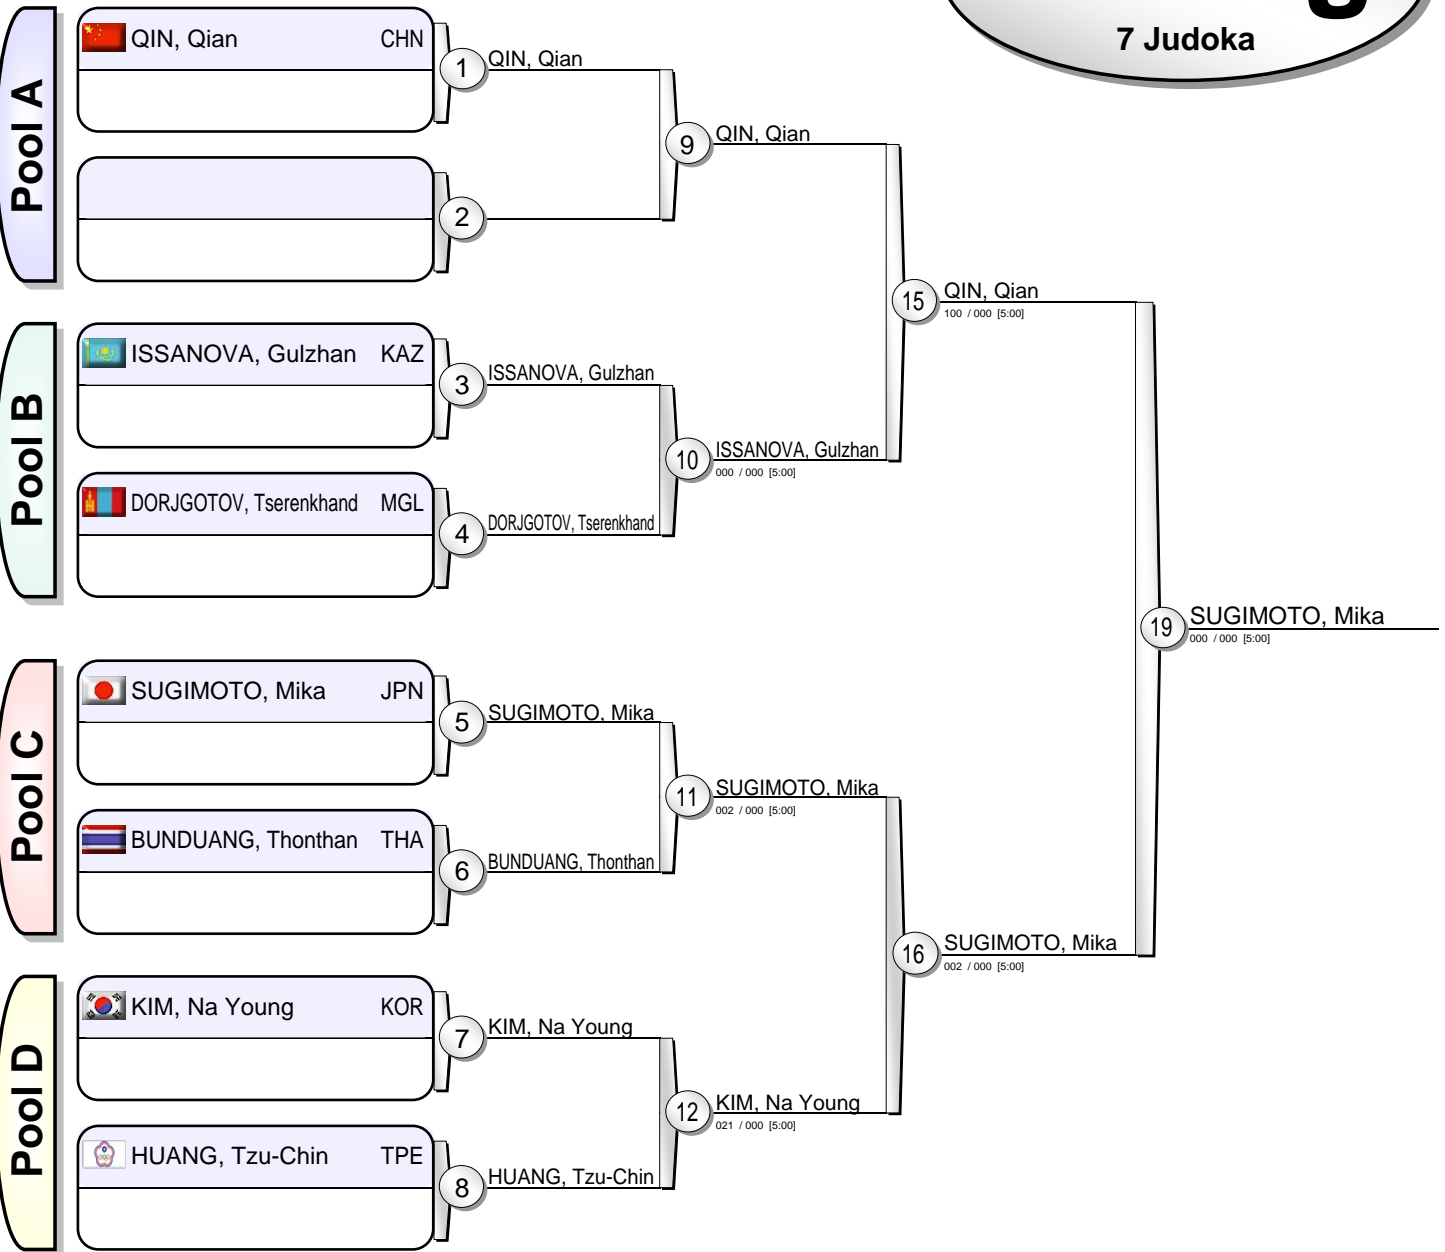 7 Judoka
Pool A
QIN, Qian CHN
1
QIN, Qian
2
9
QIN, Qian
Pool B
ISSANOVA, Gulzhan KAZ
3
ISSANOVA, Gulzhan
DORJGOTOV, Tserenkhand MGL
4
DORJGOTOV, Tserenkhand
10
ISSANOVA, Gulzhan
000 / 000 [5:00]
15
QIN, Qian
100 / 000 [5:00]
Pool C
SUGIMOTO, Mika JPN
5
SUGIMOTO, Mika
BUNDUANG, Thonthan THA
6
BUNDUANG, Thonthan
11
SUGIMOTO, Mika
002 / 000 [5:00]
Pool D
KIM, Na Young KOR
7
KIM, Na Young
HUANG, Tzu-Chin TPE
8
HUANG, Tzu-Chin
12
KIM, Na Young
021 / 000 [5:00]
16
SUGIMOTO, Mika
002 / 000 [5:00]
19
SUGIMOTO, Mika
000 / 000 [5:00]